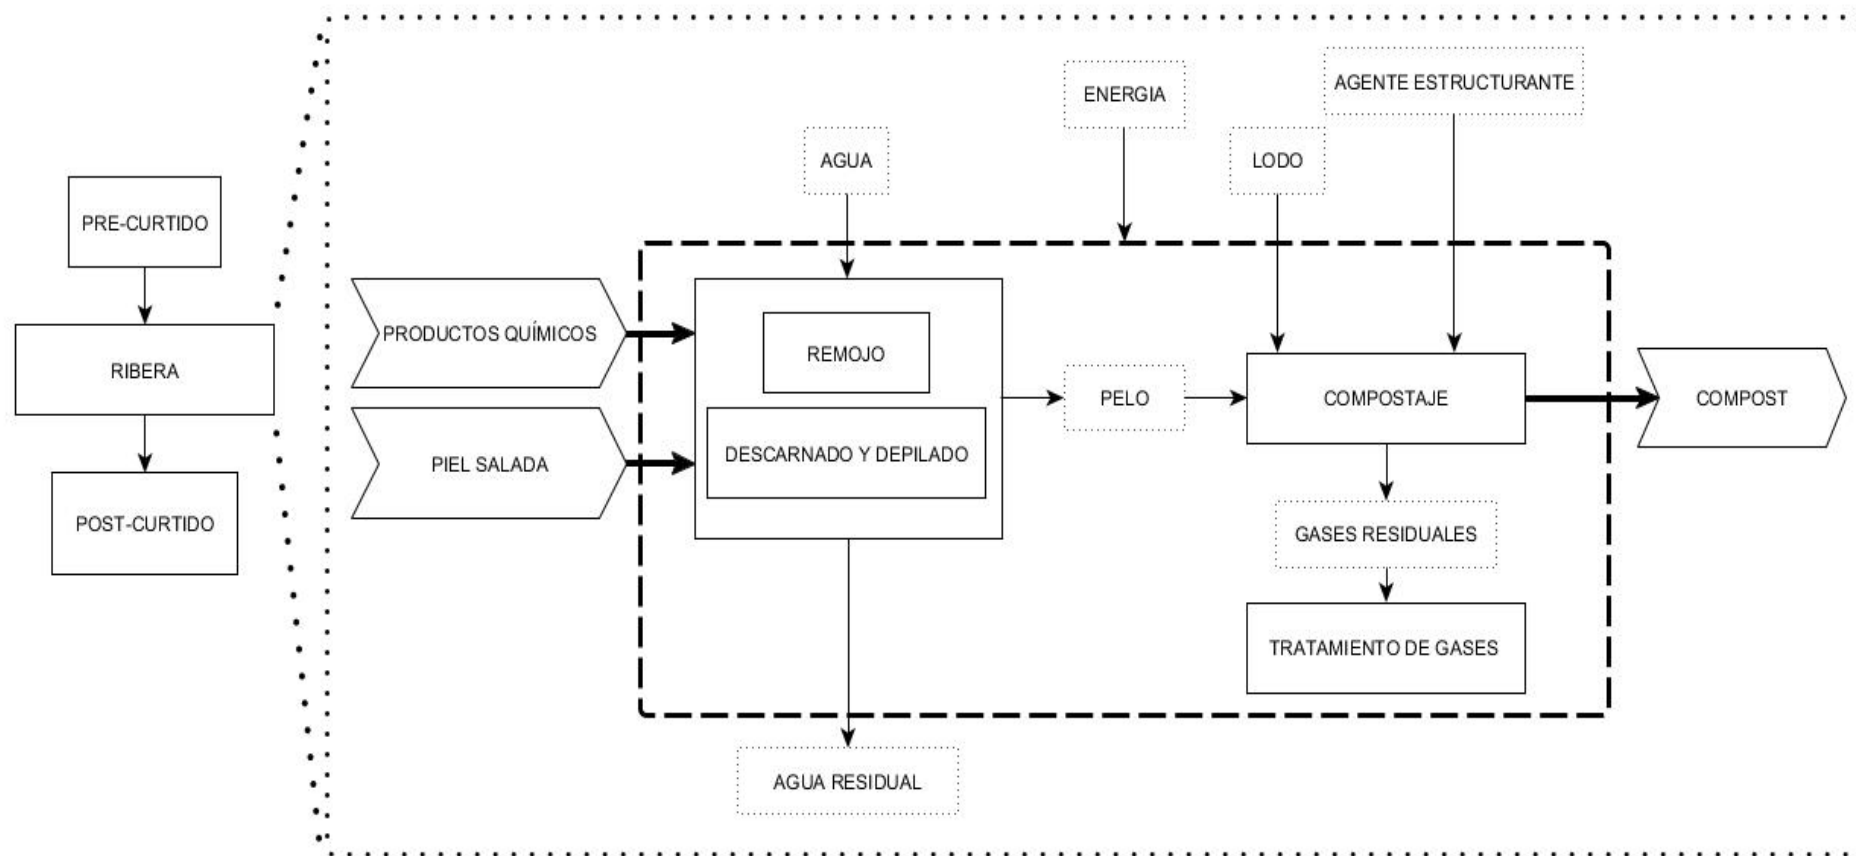 PRE-CURTIDO
RIBERA
POST-CURTIDO
AGUA
ENERGIA
LODO
AGENTE ESTRUCTURANTE
PRODUCTOS QUÍMICOS
PIEL SALADA
REMOJO
DESCARNADO Y DEPILADO
PELO
COMPOSTAJE
COMPOST
GASES RESIDUALES
TRATAMIENTO DE GASES
AGUA RESIDUAL